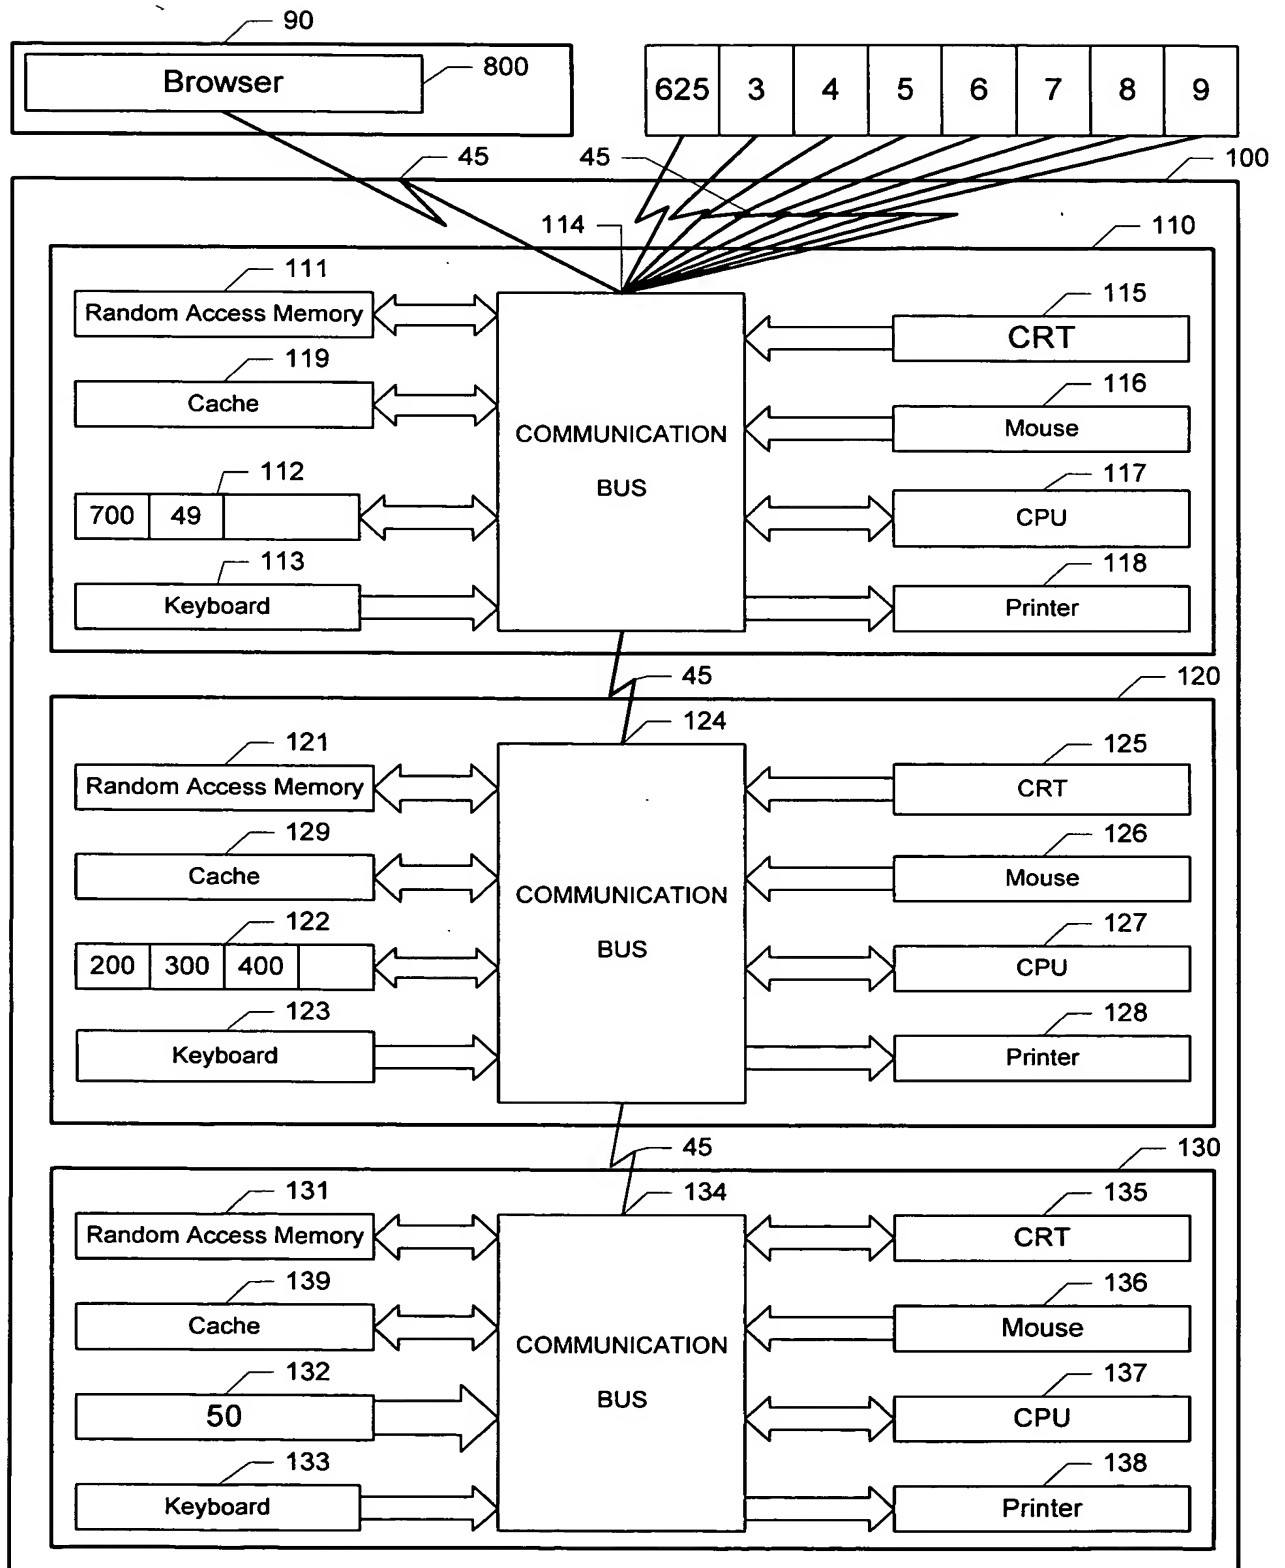 90
Browser
800
625 3 4 5 6 7 8 9
45
45
100
114
110
111
Random Access Memory
115
CRT
119
Cache
116
Mouse
COMMUNICATION
BUS
112
700 49
117
CPU
113
Keyboard
118
Printer
45
120
124
121
Random Access Memory
125
CRT
129
Cache
126
Mouse
COMMUNICATION
BUS
122
200 300 400
127
CPU
123
Keyboard
128
Printer
45
130
134
131
Random Access Memory
135
CRT
139
Cache
136
Mouse
COMMUNICATION
BUS
132
50
137
CPU
133
Keyboard
138
Printer